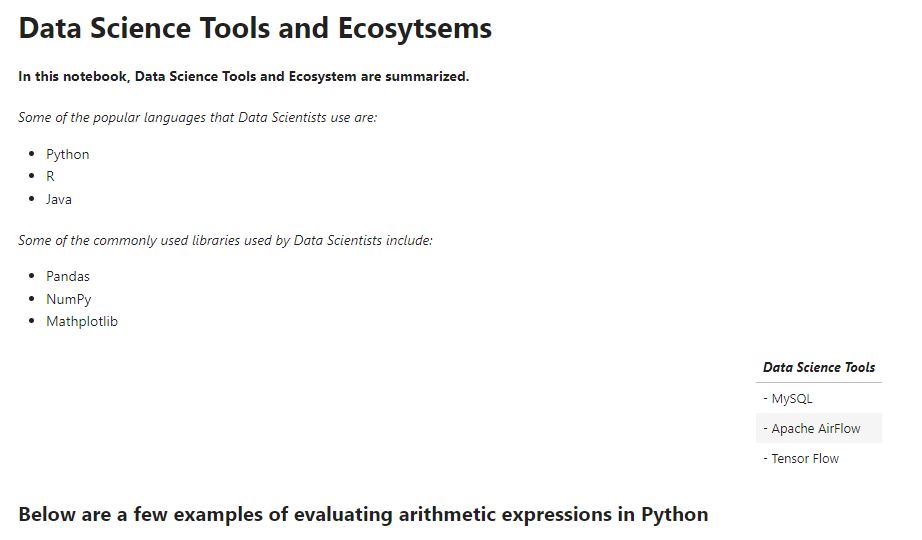 Data Science Tools and Ecosytsems
In this notebook, Data Science Tools and Ecosystem are summarized.
Some of the popular languages that Data Scientists use are:
• Python
• R
• Java
Some of the commonly used libraries used by Data Scientists include:
• Pandas
• NumPy
• Mathplotlib
Data Science Tools
- MySQL
- Apache AirFlow
- Tensor Flow
Below are a few examples of evaluating arithmetic expressions in Python